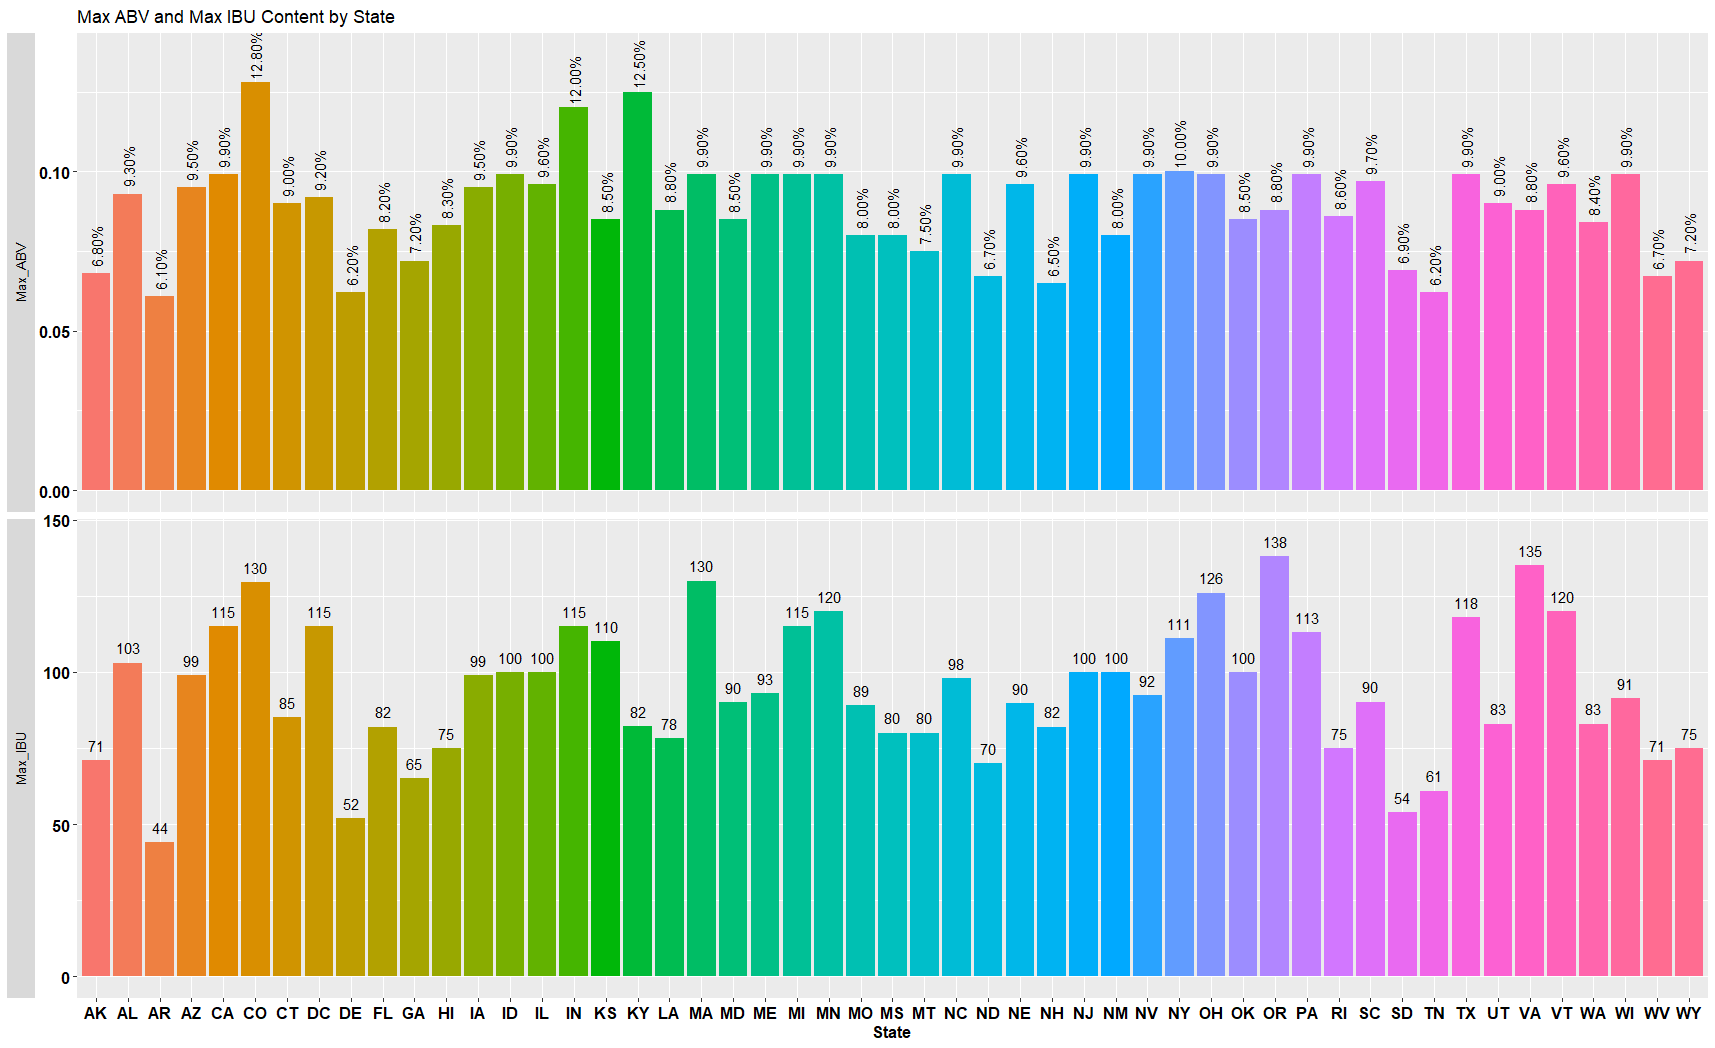 Max ABV and Max IBU Content by State
Max_ABV
0.10
0.05
0.00
6.80% 9.30% 6.10% 9.50% 9.90% 12.80% 9.00% 9.20% 6.20% 8.20% 7.20% 8.30% 9.50% 9.90% 9.60% 12.00% 8.50% 12.50% 8.80% 9.90% 8.50% 9.90% 9.90% 9.90% 8.00% 8.00% 7.50% 9.90% 6.70% 9.60% 6.50% 9.90% 8.00% 9.90% 10.00% 9.90% 8.50% 8.80% 9.90% 8.60% 9.70% 6.90% 6.20% 9.90% 9.00% 8.80% 9.60% 8.40% 9.90% 6.70% 7.20%
Max_IBU
150
100
50
0
71 103 44 99 115 130 85 115 52 82 65 75 99 100 100 115 110 82 78 130 90 93 115 120 89 80 80 98 70 90 82 100 100 92 111 126 100 138 113 75 90 54 61 118 83 135 120 83 91 71 75
AK AL AR AZ CA CO CT DC DE FL GA HI IA ID IL IN KS KY LA MA MD ME MI MN MO MS MT NC ND NE NH NJ NM NV NY OH OK OR PA RI SC SD TN TX UT VA VT WA WI WV WY
State